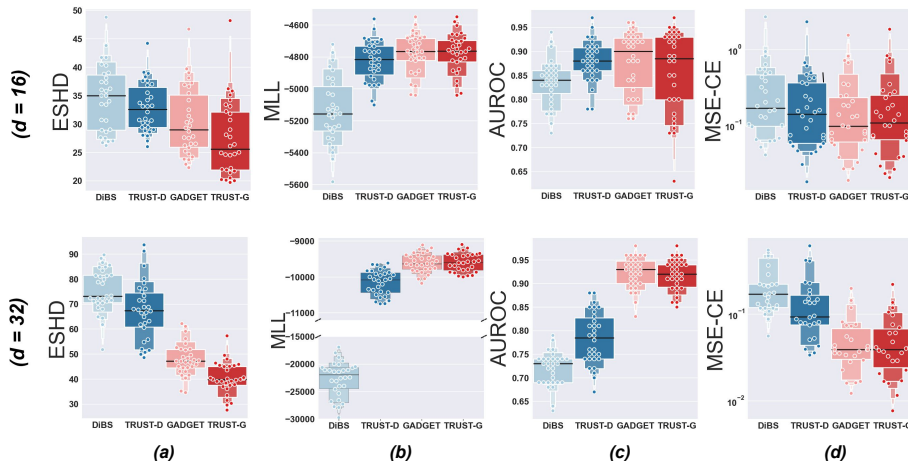 (d = 16)
ESHD
50
45
40
35
30
25
20
DiBS TRUST-D GADGET TRUST-G
MLL
−4600
−4800
−5000
−5200
−5400
−5600
DiBS TRUST-D GADGET TRUST-G
AUROC
0.95
0.90
0.85
0.80
0.75
0.70
0.65
DiBS TRUST-D GADGET TRUST-G
MSE-CE
10⁰
10⁻¹
DiBS TRUST-D GADGET TRUST-G
(d = 32)
ESHD
90
80
70
60
50
40
30
DiBS TRUST-D GADGET TRUST-G
MLL
−9000
−10000
−11000
−15000
−20000
−25000
−30000
DiBS TRUST-D GADGET TRUST-G
AUROC
1.00
0.95
0.90
0.85
0.80
0.75
0.70
0.65
DiBS TRUST-D GADGET TRUST-G
MSE-CE
10⁻¹
10⁻²
DiBS TRUST-D GADGET TRUST-G
(a) (b) (c) (d)